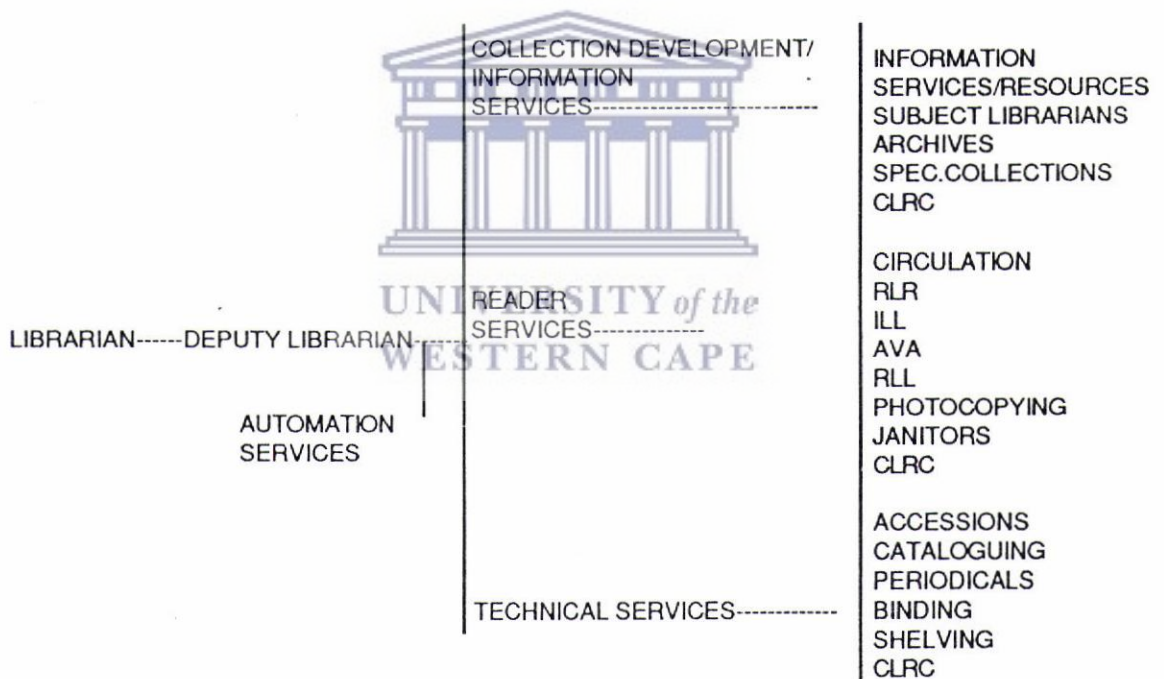 COLLECTION DEVELOPMENT/
INFORMATION
SERVICES
INFORMATION
SERVICES/RESOURCES
SUBJECT LIBRARIANS
ARCHIVES
SPEC.COLLECTIONS
CLRC
UNIVERSITY of the
WESTERN CAPE
LIBRARIAN------DEPUTY LIBRARIAN------
AUTOMATION
SERVICES
READER
SERVICES
CIRCULATION
RLR
ILL
AVA
RLL
PHOTOCOPYING
JANITORS
CLRC
TECHNICAL SERVICES
ACCESSIONS
CATALOGUING
PERIODICALS
BINDING
SHELVING
CLRC